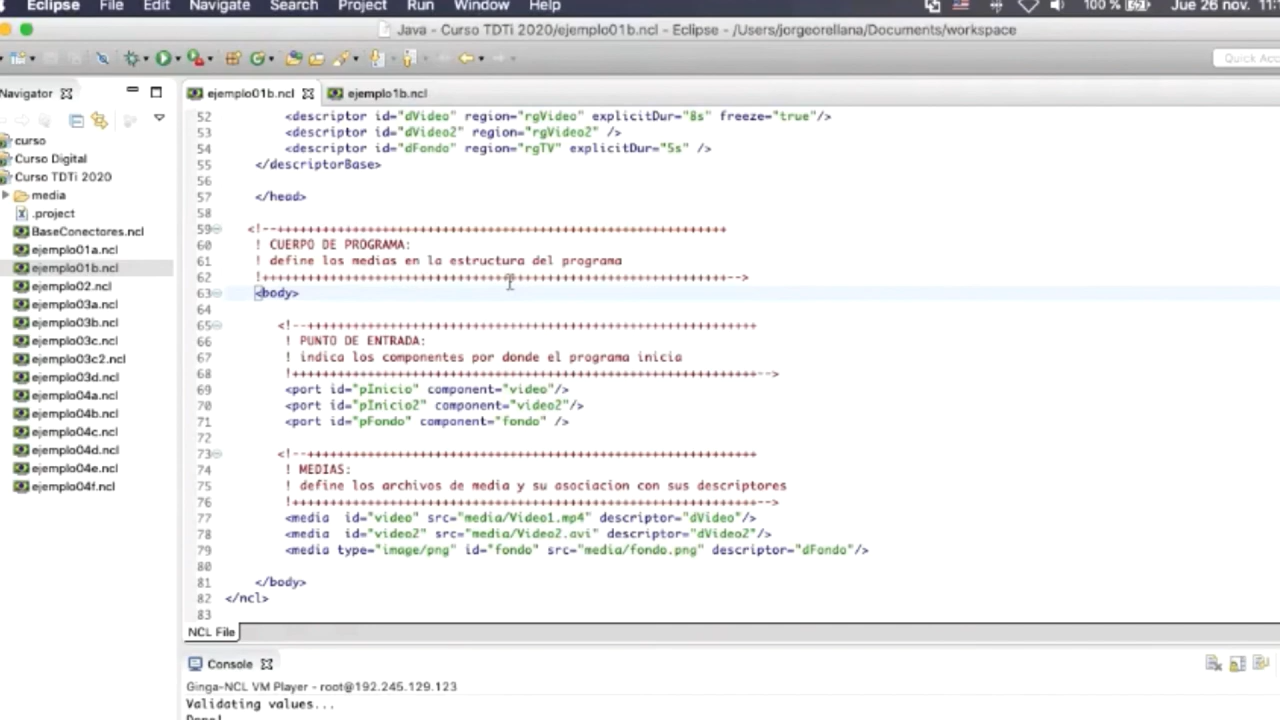 Eclipse File Edit Navigate Search Project Run Window Help 100 % Jue 26 nov.
Java - Curso TDTi 2020/ejemplo01b.ncl - Eclipse - /Users/jorgeorellana/Documents/workspace
Quick Acc
Navigator
curso
Curso Digital
Curso TDTi 2020
media
.project
BaseConectores.ncl
ejemplo01a.ncl
ejemplo01b.ncl
ejemplo02.ncl
ejemplo03a.ncl
ejemplo03b.ncl
ejemplo03c.ncl
ejemplo03c2.ncl
ejemplo03d.ncl
ejemplo04a.ncl
ejemplo04b.ncl
ejemplo04c.ncl
ejemplo04d.ncl
ejemplo04e.ncl
ejemplo04f.ncl
ejemplo01b.ncl ejemplo1b.ncl
52 <descriptor id="dVideo" region="rgVideo" explicitDur="8s" freeze="true"/>
53 <descriptor id="dVideo2" region="rgVideo2" />
54 <descriptor id="dFondo" region="rgTV" explicitDur="5s" />
55 </descriptorBase>
56
57 </head>
58
59 <!--++++++++++++++++++++++++++++++++++++++++++++++++++++++++++++
60 ! CUERPO DE PROGRAMA:
61 ! define los medias en la estructura del programa
62 !++++++++++++++++++++++++++++++++++++++++++++++++++++++++++++++-->
63 <body>
64
65 <!--++++++++++++++++++++++++++++++++++++++++++++++++++++++++++++
66 ! PUNTO DE ENTRADA:
67 ! indica los componentes por donde el programa inicia
68 !++++++++++++++++++++++++++++++++++++++++++++++++++++++++++++++-->
69 <port id="pInicio" component="video"/>
70 <port id="pInicio2" component="video2"/>
71 <port id="pFondo" component="fondo" />
72
73 <!--++++++++++++++++++++++++++++++++++++++++++++++++++++++++++++
74 ! MEDIAS:
75 ! define los archivos de media y su asociacion con sus descriptores
76 !++++++++++++++++++++++++++++++++++++++++++++++++++++++++++++++-->
77 <media id="video" src="media/Video1.mp4" descriptor="dVideo"/>
78 <media id="video2" src="media/Video2.avi" descriptor="dVideo2"/>
79 <media type="image/png" id="fondo" src="media/fondo.png" descriptor="dFondo"/>
80
81 </body>
82 </ncl>
83
NCL File
Console
Ginga-NCL VM Player - root@192.245.129.123
Validating values...
Done!